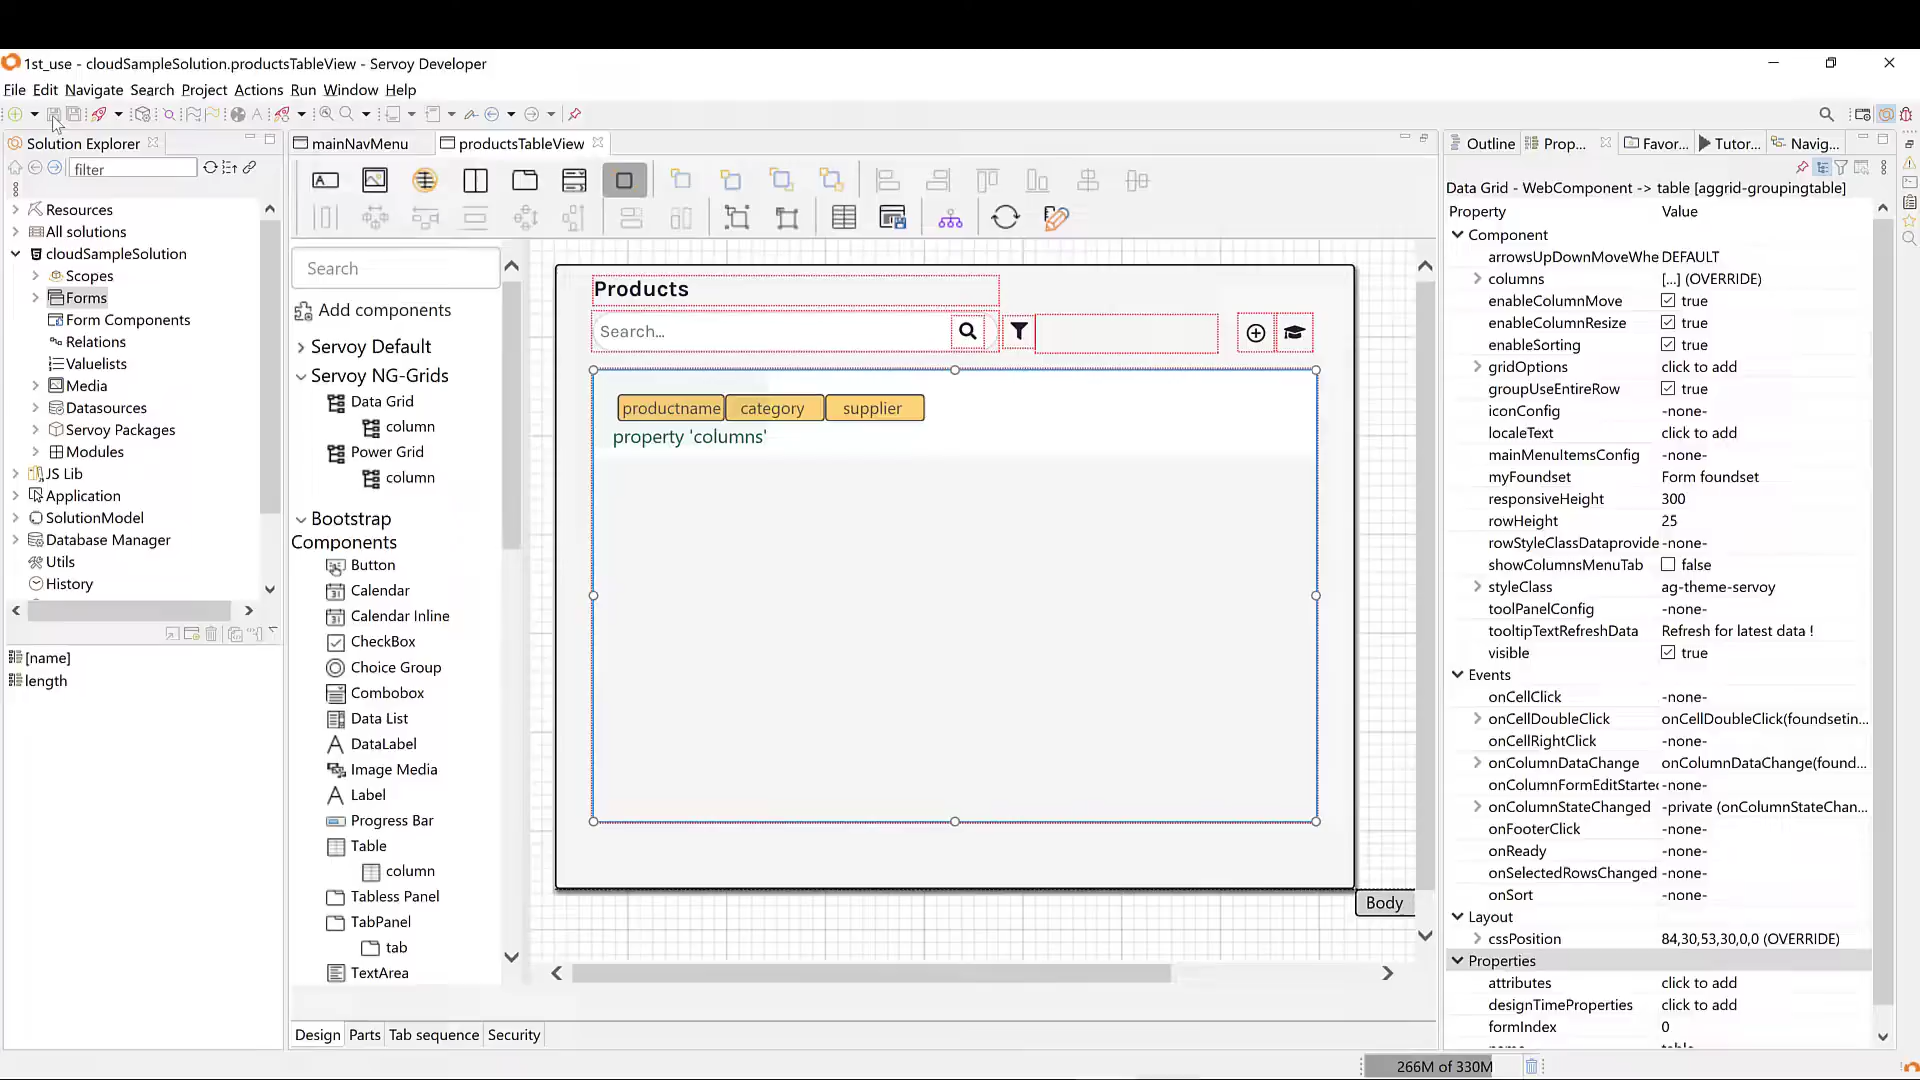 1st_use - cloudSampleSolution.productsTableView - Servoy Developer
File Edit Navigate Search Project Actions Run Window Help
Solution Explorer
filter
Resources
All solutions
cloudSampleSolution
Scopes
Forms
Form Components
Relations
Valuelists
Media
Datasources
Servoy Packages
Modules
JS Lib
Application
SolutionModel
Database Manager
Utils
History
[name]
length
mainNavMenu
productsTableView
Search
Add components
Servoy Default
Servoy NG-Grids
Data Grid
column
Power Grid
column
Bootstrap
Components
Button
Calendar
Calendar Inline
CheckBox
Choice Group
Combobox
Data List
DataLabel
Image Media
Label
Progress Bar
Table
column
Tabless Panel
TabPanel
tab
TextArea
Products
Search...
productname category supplier
property 'columns'
Body
Design Parts Tab sequence Security
Outline Prop... Favor... Tutor... Navig...
Data Grid - WebComponent -> table [aggrid-groupingtable]
Property Value
Component
arrowsUpDownMoveWhe DEFAULT
columns [...] (OVERRIDE)
enableColumnMove true
enableColumnResize true
enableSorting true
gridOptions click to add
groupUseEntireRow true
iconConfig -none-
localeText click to add
mainMenuItemsConfig -none-
myFoundset Form foundset
responsiveHeight 300
rowHeight 25
rowStyleClassDataprovide -none-
showColumnsMenuTab false
styleClass ag-theme-servoy
toolPanelConfig -none-
tooltipTextRefreshData Refresh for latest data !
visible true
Events
onCellClick -none-
onCellDoubleClick onCellDoubleClick(foundsetin...
onCellRightClick -none-
onColumnDataChange onColumnDataChange(found...
onColumnFormEditStarte -none-
onColumnStateChanged -private (onColumnStateChan...
onFooterClick -none-
onReady -none-
onSelectedRowsChanged -none-
onSort -none-
Layout
cssPosition 84,30,53,30,0,0 (OVERRIDE)
Properties
attributes click to add
designTimeProperties click to add
formIndex 0
266M of 330M